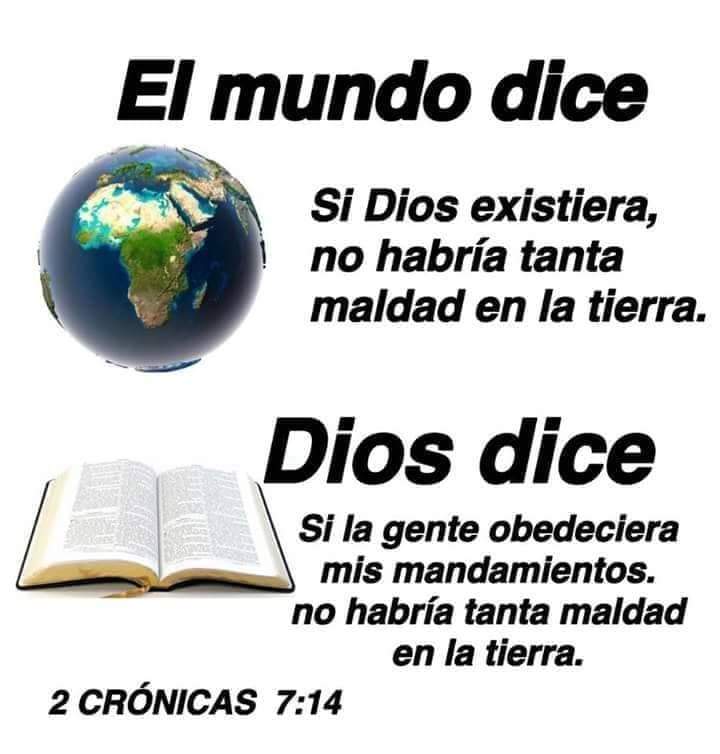 El mundo dice
Si Dios existiera,
no habría tanta
maldad en la tierra.
Dios dice
Si la gente obedeciera
mis mandamientos.
no habría tanta maldad
en la tierra.
2 CRÓNICAS 7:14